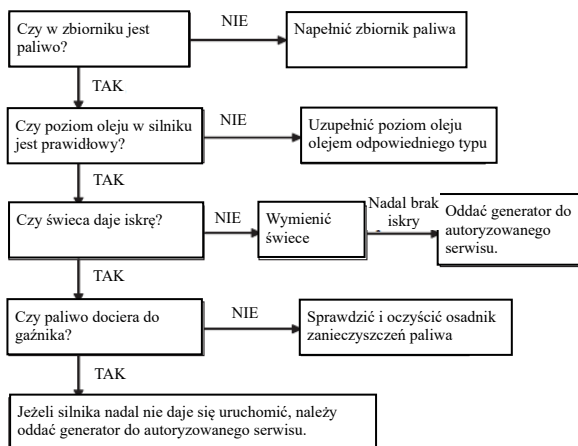 Czy w zbiorniku jest
paliwo?
NIE
Napełnić zbiornik paliwa
TAK
Czy poziom oleju w silniku
jest prawidłowy?
NIE
Uzupełnić poziom oleju
olejem odpowiedniego typu
TAK
Czy świeca daje iskrę?
NIE
Wymienić
świece
Nadal brak
iskry
Oddać generator do
autoryzowanego
serwisu.
TAK
Czy paliwo dociera do
gaźnika?
NIE
Sprawdzić i oczyścić osadnik
zanieczyszczeń paliwa
TAK
Jeżeli silnika nadal nie daje się uruchomić, należy
oddać generator do autoryzowanego serwisu.